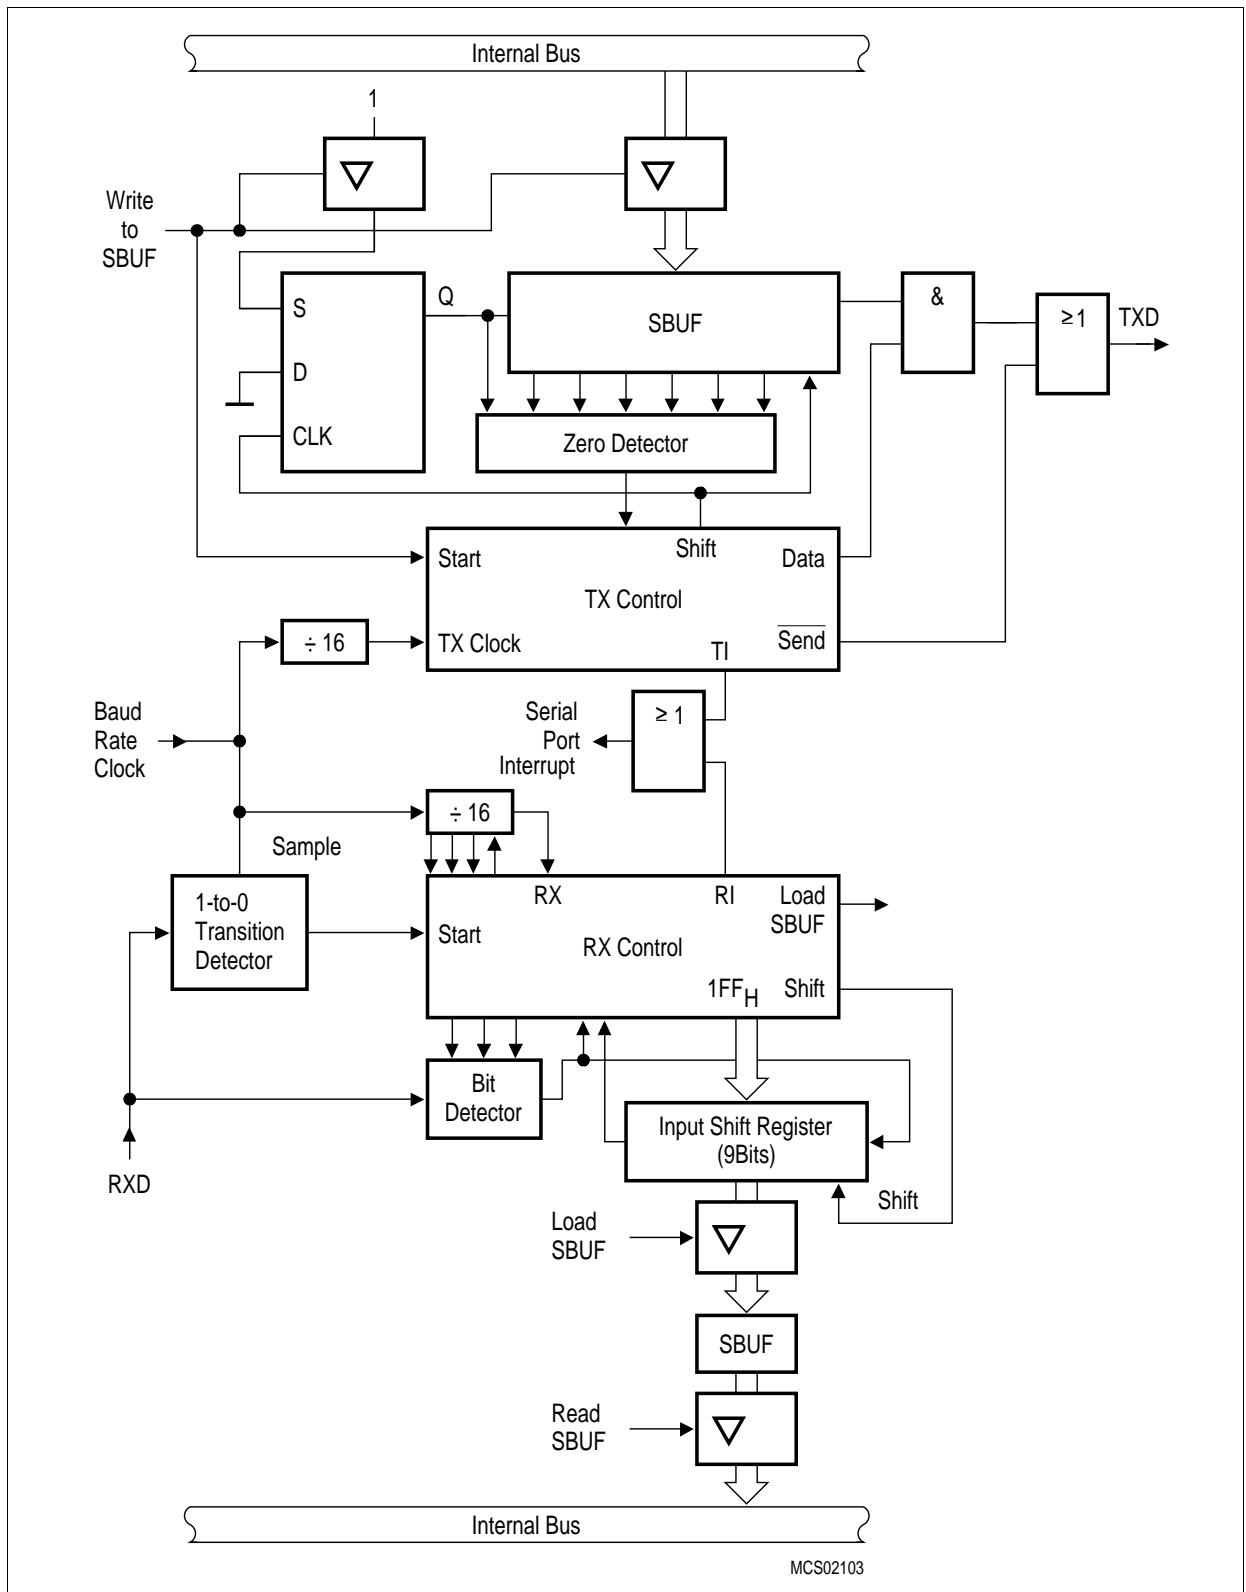 Internal Bus
1
Write
to
SBUF
S
Q
D
CLK
SBUF
&
≥1
TXD
Zero Detector
Start
Shift
Data
TX Control
÷ 16
TX Clock
TI
Send
Baud
Rate
Clock
Serial
Port
Interrupt
≥ 1
÷ 16
Sample
1-to-0
Transition
Detector
RX
RI
Load
SBUF
Start
RX Control
1FFH
Shift
Bit
Detector
Input Shift Register
(9Bits)
RXD
Shift
Load
SBUF
SBUF
Read
SBUF
Internal Bus
MCS02103